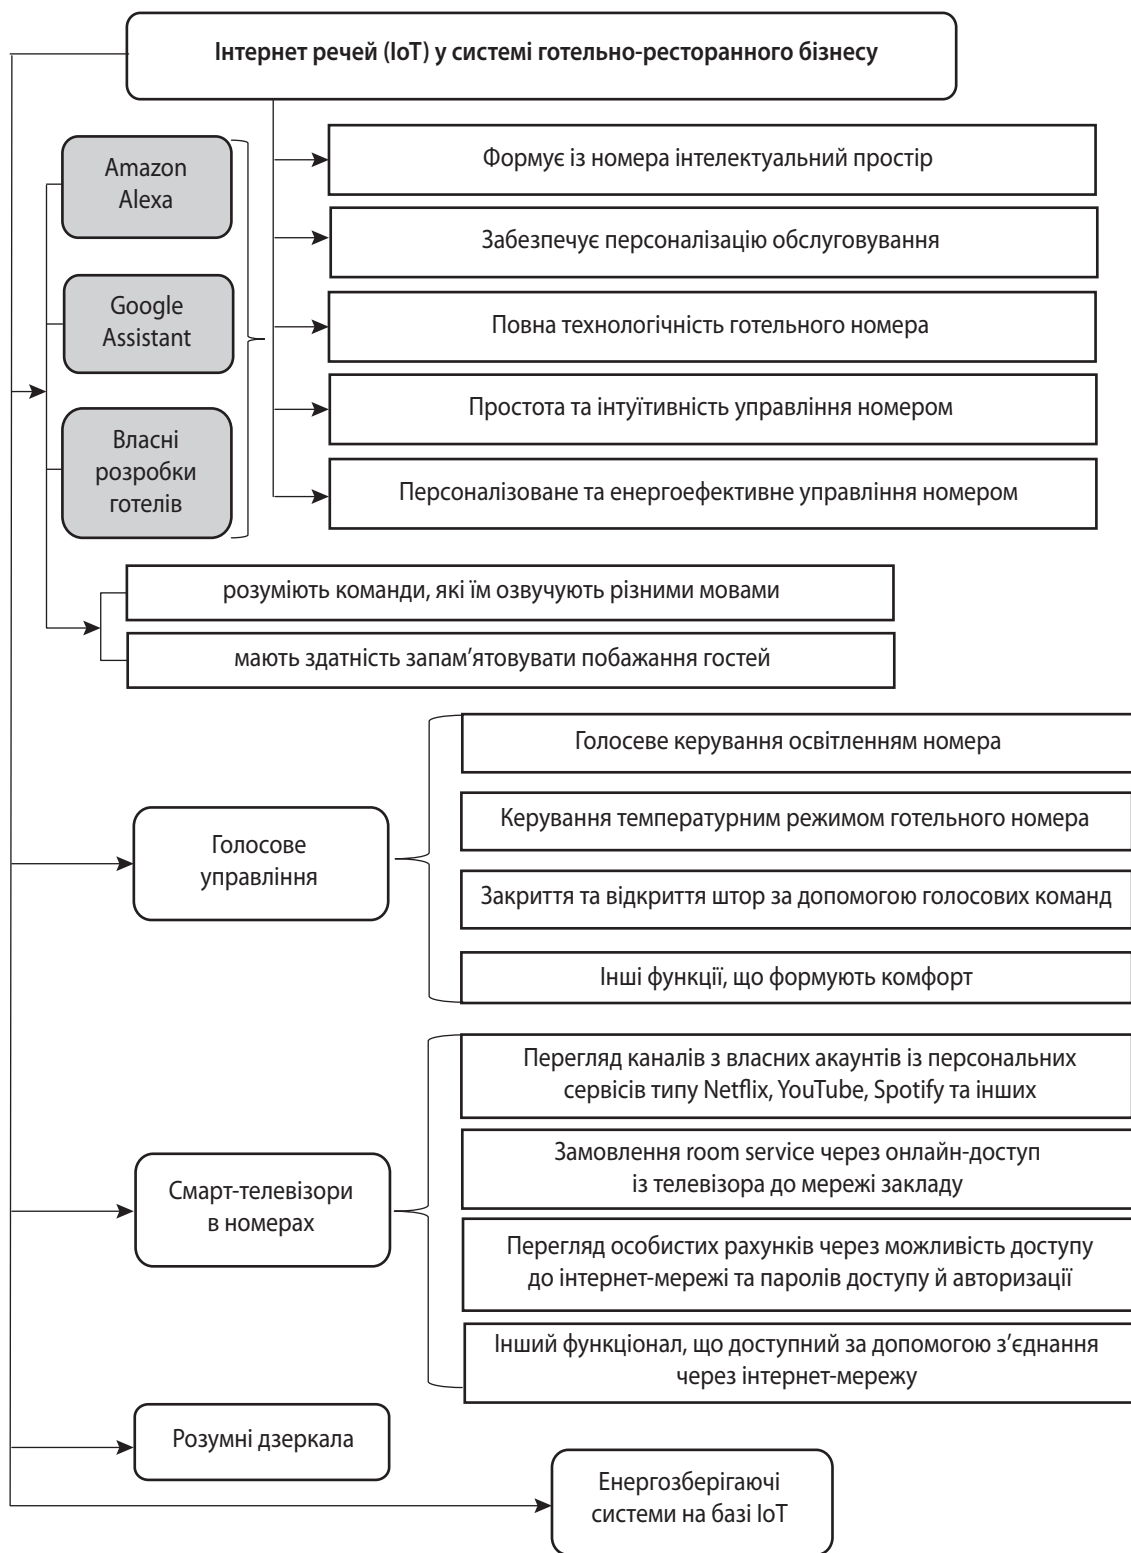 Інтернет речей (IoT) у системі готельно-ресторанного бізнесу
Amazon
Alexa
Google
Assistant
Власні
розробки
готелів
Формує із номера інтелектуальний простір
Забезпечує персоналізацію обслуговування
Повна технологічність готельного номера
Простота та інтуїтивність управління номером
Персоналізоване та енергоефективне управління номером
розуміють команди, які їм озвучують різними мовами
мають здатність запам’ятовувати побажання гостей
Голосове
управління
Голосеве керування освітленням номера
Керування температурним режимом готельного номера
Закриття та відкриття штор за допомогою голосових команд
Інші функції, що формують комфорт
Смарт-телевізори
в номерах
Перегляд каналів з власних акаунтів із персональних
сервісів типу Netflix, YouTube, Spotify та інших
Замовлення room service через онлайн-доступ
із телевізора до мережі закладу
Перегляд особистих рахунків через можливість доступу
до інтернет-мережі та паролів доступу й авторизації
Інший функціонал, що доступний за допомогою з’єднання
через інтернет-мережу
Розумні дзеркала
Енергозберігаючі
системи на базі IoT